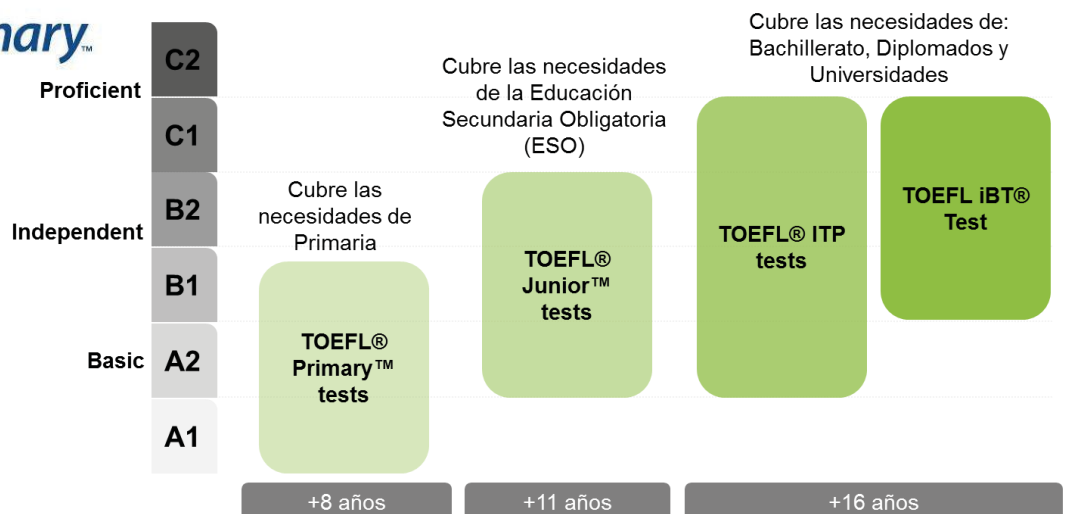 Proficient
Independent
Basic
C2
C1
B2
B1
A2
A1
Cubre las
necesidades de
Primaria
TOEFL®
Primary™
tests
+8 años
Cubre las necesidades
de la Educación
Secundaria Obligatoria
(ESO)
TOEFL®
Junior™
tests
+11 años
Cubre las necesidades de:
Bachillerato, Diplomados y
Universidades
TOEFL® ITP
tests
TOEFL iBT®
Test
+16 años